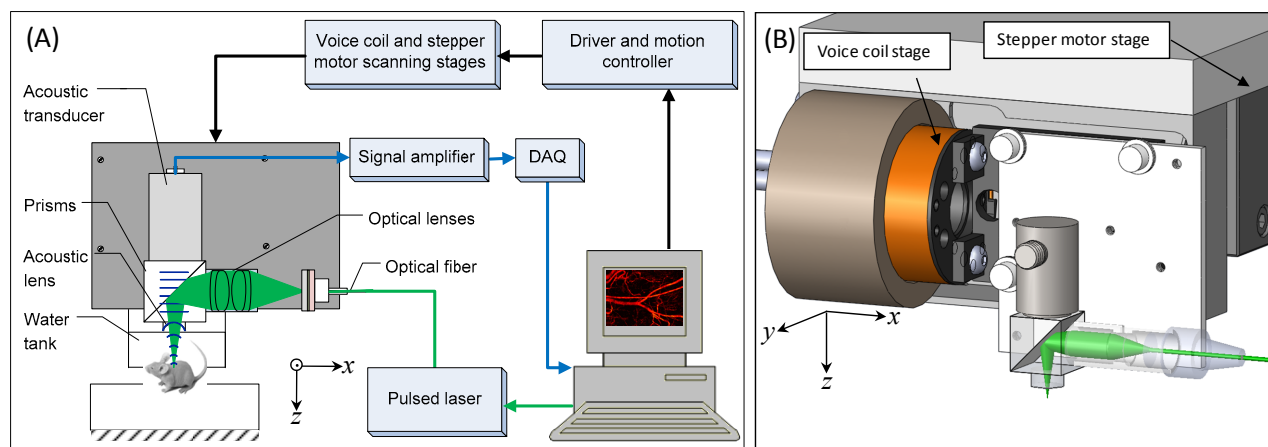 (A)
Voice coil and stepper
motor scanning stages
Driver and motion
controller
Acoustic
transducer
Signal amplifier
DAQ
Prisms
Optical lenses
Acoustic
lens
Optical fiber
Water
tank
x
z
Pulsed laser
(B)
Voice coil stage
Stepper motor stage
y
x
z